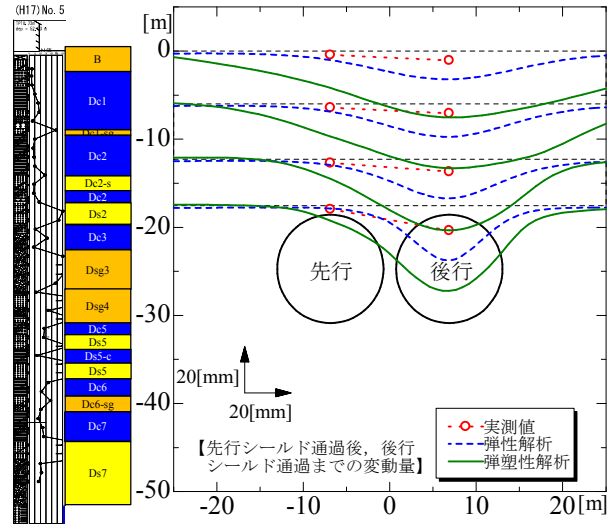 (H17)No. 5
B
Dc1
Dc2
Dc2-s
Dc2
Ds2
Dc3
Dsg3
Dsg4
Dc5
Ds5
Ds5-c
Ds5
Dc6
Dc6-sg
Dc7
Ds7
[m]
0
-10
-20
-30
-40
-50
先行
後行
20[mm]
20[mm]
実測値
弾性解析
弾塑性解析
【先行シールド通過後，後行
シールド通過までの変動量】
-20
-10
0
10
20
[m]